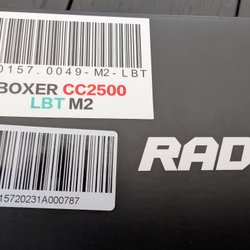 0157.0049-M2-LBT
BOXER CC2500
LBT M2
RAD
15720231A000787